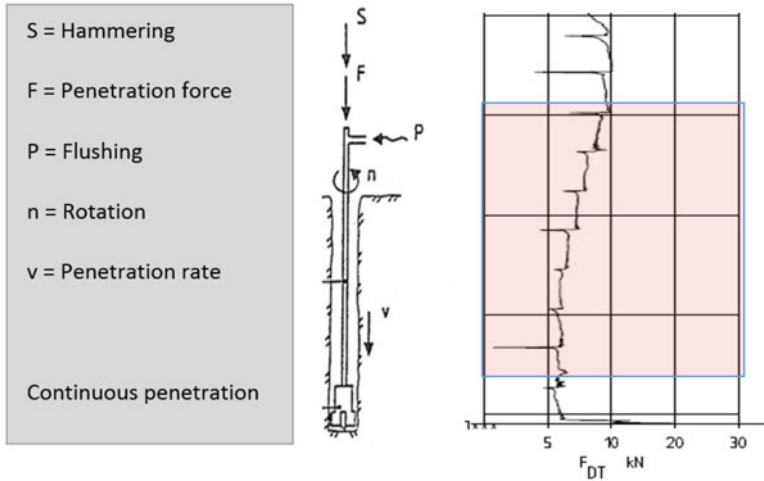 S = Hammering
F = Penetration force
P = Flushing
n = Rotation
v = Penetration rate
Continuous penetration
S
F
P
n
v
5 10 20 30
F DT kN